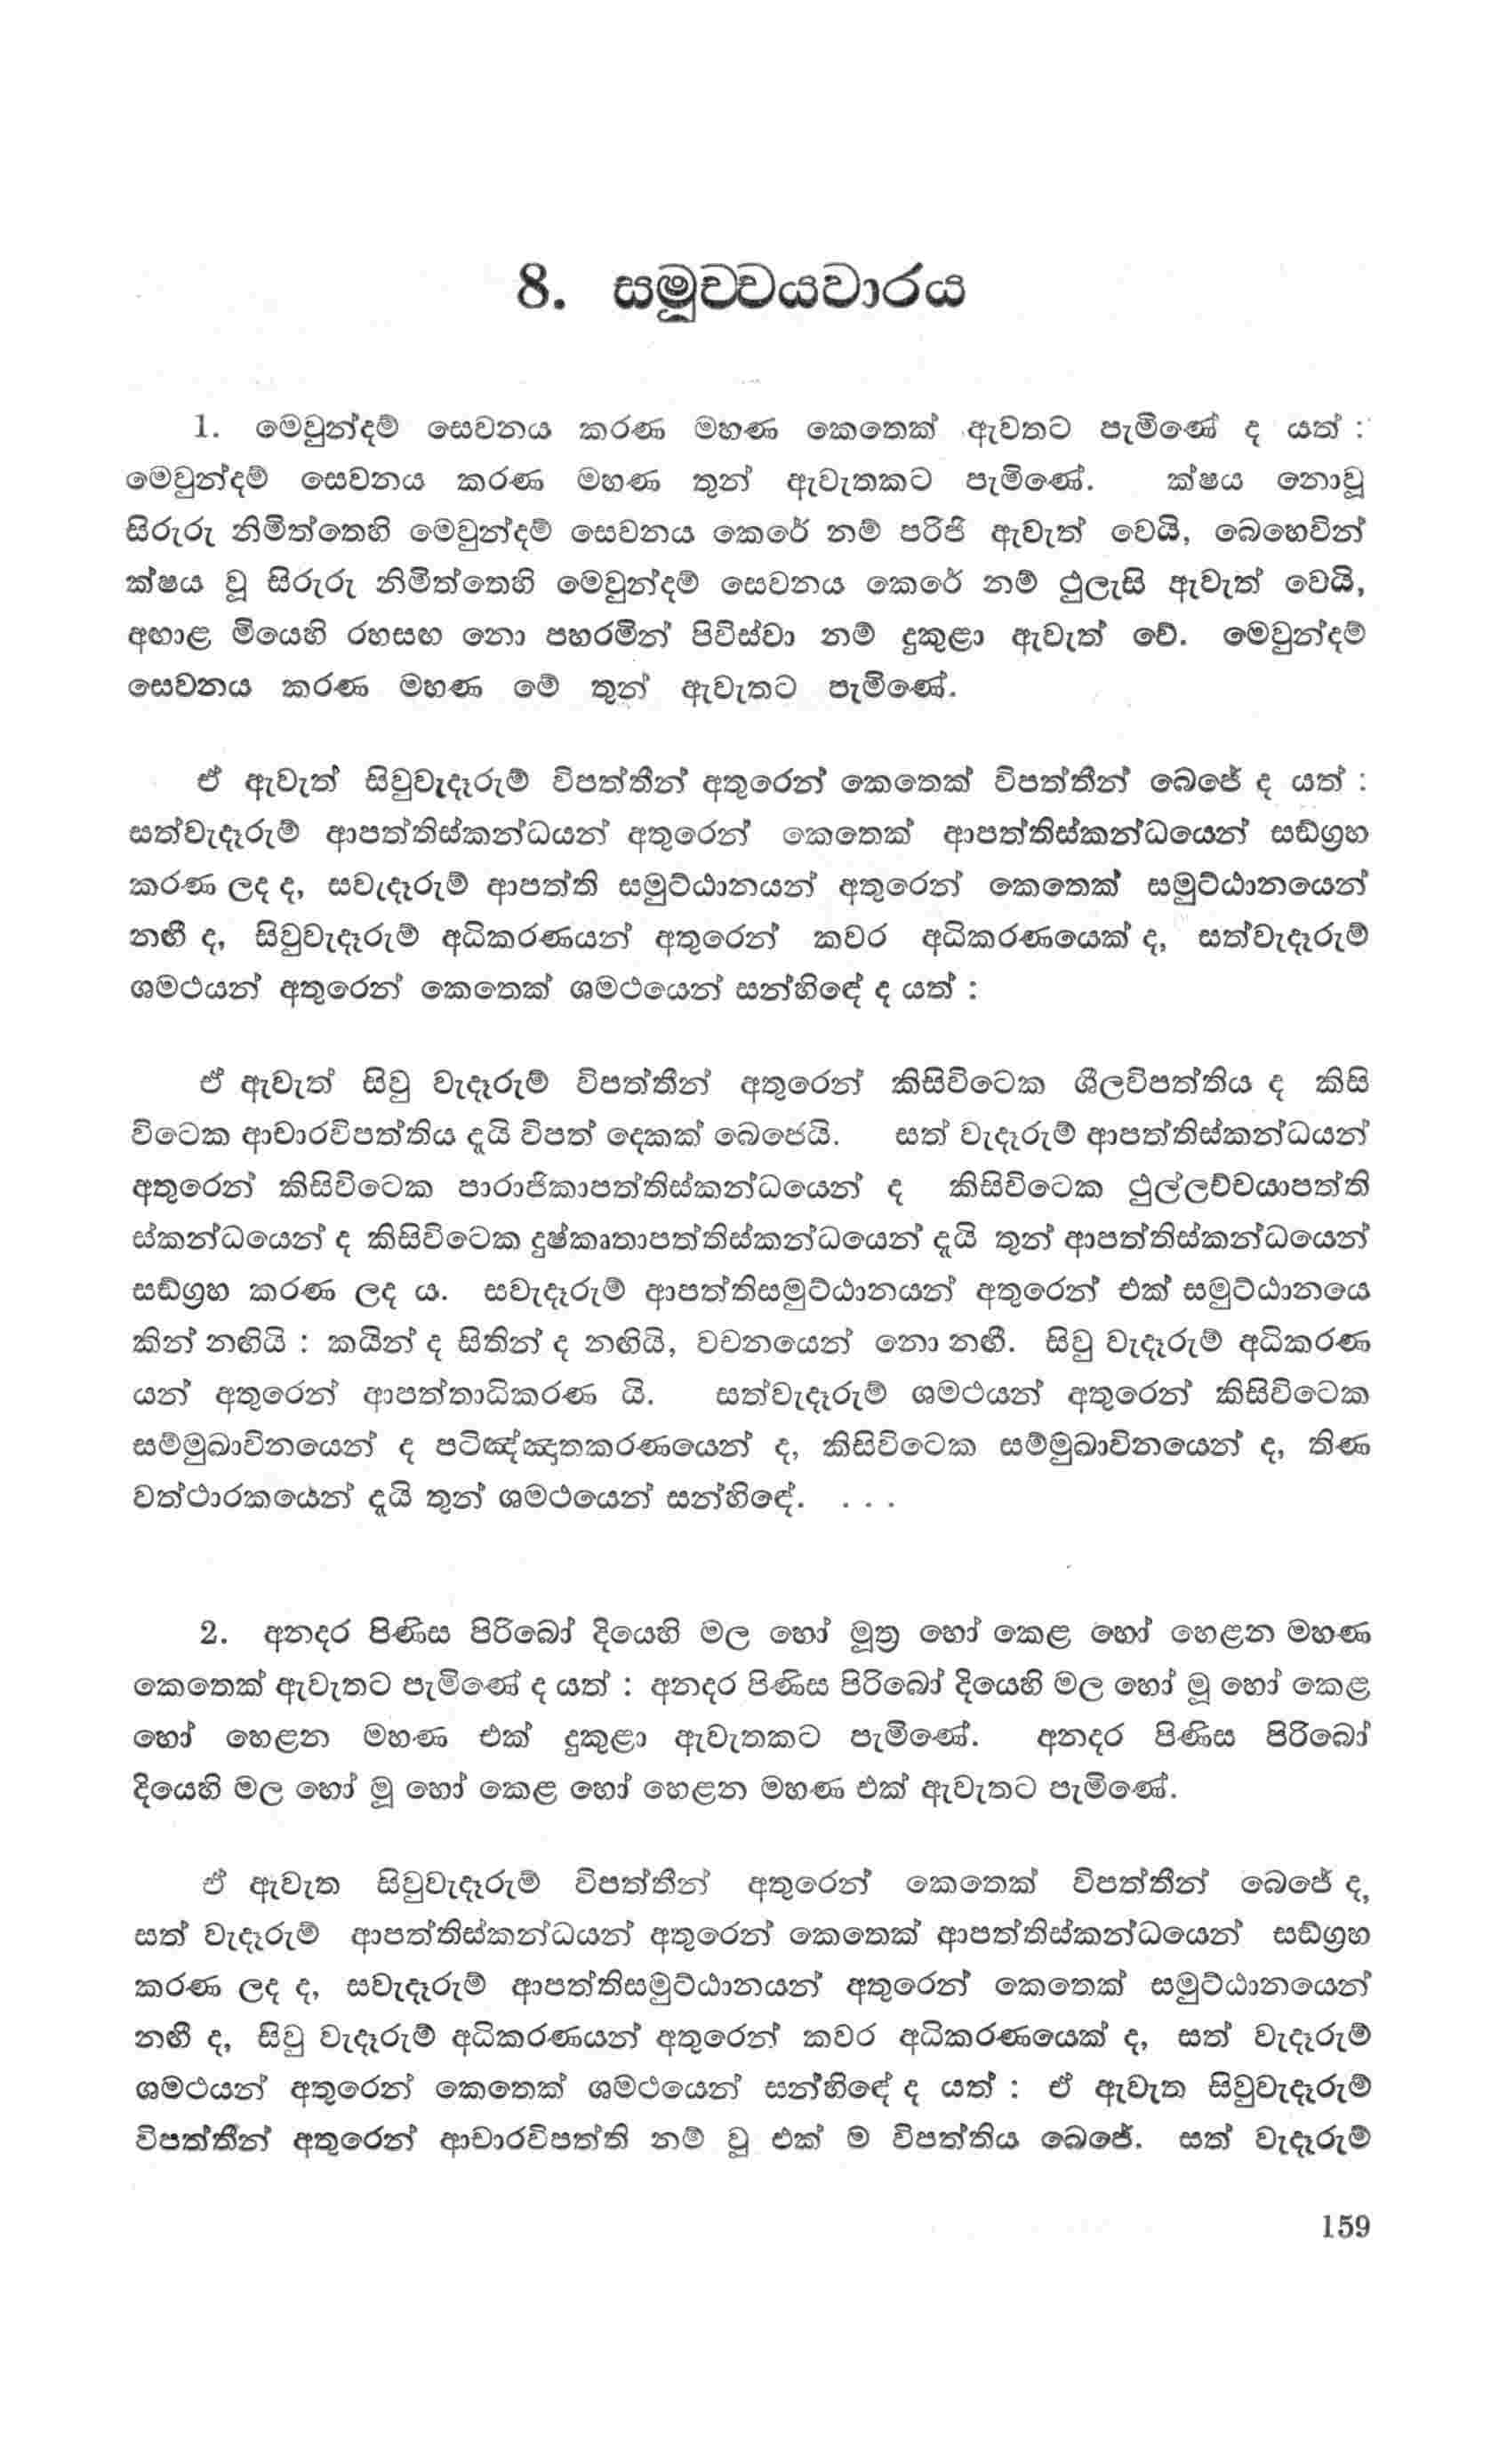 8. සමූච්චයවාරය
1. මෙවුන්දම් සෙවනය කරණ මහණ කෙතෙක් ඇවතට පැමිණේ ද යත් :
මෙවුන්දම් සෙවනය කරණ මහණ තුන් ඇවැතකට පැමිණේ. ක්ෂය නොවූ
සිරුරු නිමිත්තෙහි මෙවුන්දම් සෙවනය කෙරේ නම් පරිජි ඇවැත් වෙයි, බෙහෙවින්
ක්ෂය වූ සිරුරු නිමිත්තෙහි මෙවුන්දම් සෙවනය කෙරේ නම් ථුලැසි ඇවැත් වෙයි,
අඟාළ මියෙහි රහසඟ නො පහරමින් පිවිස්වා නම් දුකුළා ඇවැත් වේ. මෙවුන්දම්
සෙවනය කරණ මහණ මේ තුන් ඇවැතට පැමිණේ.
ඒ ඇවැත් සිවුවැදෑරුම් විපත්තීන් අතුරෙන් කෙතෙක් විපත්තීන් බෙජේ ද යත් :
සත්වැදෑරුම් ආපත්තිස්කන්ධයන් අතුරෙන් කෙතෙක් ආපත්තිස්කන්ධයෙන් සඞ්ග්‍රහ
කරණ ලද ද, සවැදෑරුම් ආපත්ති සමුට්ඨානයන් අතුරෙන් කෙතෙක් සමුට්ඨානයෙන්
නඟී ද, සිවුවැදෑරුම් අධිකරණයන් අතුරෙන් කවර අධිකරණයෙක් ද, සත්වැදෑරුම්
ශමථයන් අතුරෙන් කෙතෙක් ශමථයෙන් සන්හිඳේ ද යත් :
ඒ ඇවැත් සිවු වැදෑරුම් විපත්තීන් අතුරෙන් කිසිවිටෙක ශීලවිපත්තිය ද කිසි
විටෙක ආචාරවිපත්තිය දැයි විපත් දෙකක් බෙජෙයි. සත් වැදෑරුම් ආපත්තිස්කන්ධයන්
අතුරෙන් කිසිවිටෙක පාරාජිකාපත්තිස්කන්ධයෙන් ද කිසිවිටෙක ථුල්ලච්චයාපත්ති
ස්කන්ධයෙන් ද කිසිවිටෙක දුෂ්කෘතාපත්තිස්කන්ධයෙන් දැයි තුන් ආපත්තිස්කන්ධයෙන්
සඞ්ග්‍රහ කරණ ලද ය. සවැදෑරුම් ආපත්තිසමුට්ඨානයන් අතුරෙන් එක් සමුට්ඨානයෙ
කින් නඟියි : කයින් ද සිතින් ද නඟියි, වචනයෙන් නො නඟී. සිවු වැදෑරුම් අධිකරණ
යන් අතුරෙන් ආපත්තාධිකරණ යි. සත්වැදෑරුම් ශමථයන් අතුරෙන් කිසිවිටෙක
සම්මුඛාවිනයෙන් ද පටිඤ්ඤාතකරණයෙන් ද, කිසිවිටෙක සම්මුඛාවිනයෙන් ද, තිණ
වත්ථාරකයෙන් දැයි තුන් ශමථයෙන් සන්හිඳේ. . . .
2. අනදර පිණිස පිරිබෝ දියෙහි මල හෝ මූත්‍ර හෝ කෙළ හෝ හෙළන මහණ
කෙතෙක් ඇවැතට පැමිණේ ද යත් : අනදර පිණිස පිරිබෝ දියෙහි මල හෝ මූ හෝ කෙළ
හෝ හෙළන මහණ එක් දුකුළා ඇවැතකට පැමිණේ. අනදර පිණිස පිරිබෝ
දියෙහි මල හෝ මූ හෝ කෙළ හෝ හෙළන මහණ එක් ඇවැතට පැමිණේ.
ඒ ඇවැත සිවුවැදෑරුම් විපත්තීන් අතුරෙන් කෙතෙක් විපත්තීන් බෙජේ ද,
සත් වැදෑරුම් ආපත්තිස්කන්ධයන් අතුරෙන් කෙතෙක් ආපත්තිස්කන්ධයෙන් සඞ්ග්‍රහ
කරණ ලද ද, සවැදෑරුම් ආපත්තිසමුට්ඨානයන් අතුරෙන් කෙතෙක් සමුට්ඨානයෙන්
නඟී ද, සිවු වැදෑරුම් අධිකරණයන් අතුරෙන් කවර අධිකරණයෙක් ද, සත් වැදෑරුම්
ශමථයන් අතුරෙන් කෙතෙක් ශමථයෙන් සන්හිඳේ ද යත් : ඒ ඇවැත සිවුවැදෑරුම්
විපත්තීන් අතුරෙන් ආචාරවිපත්ති නම් වූ එක් ම විපත්තිය බෙජේ. සත් වැදෑරුම්
159